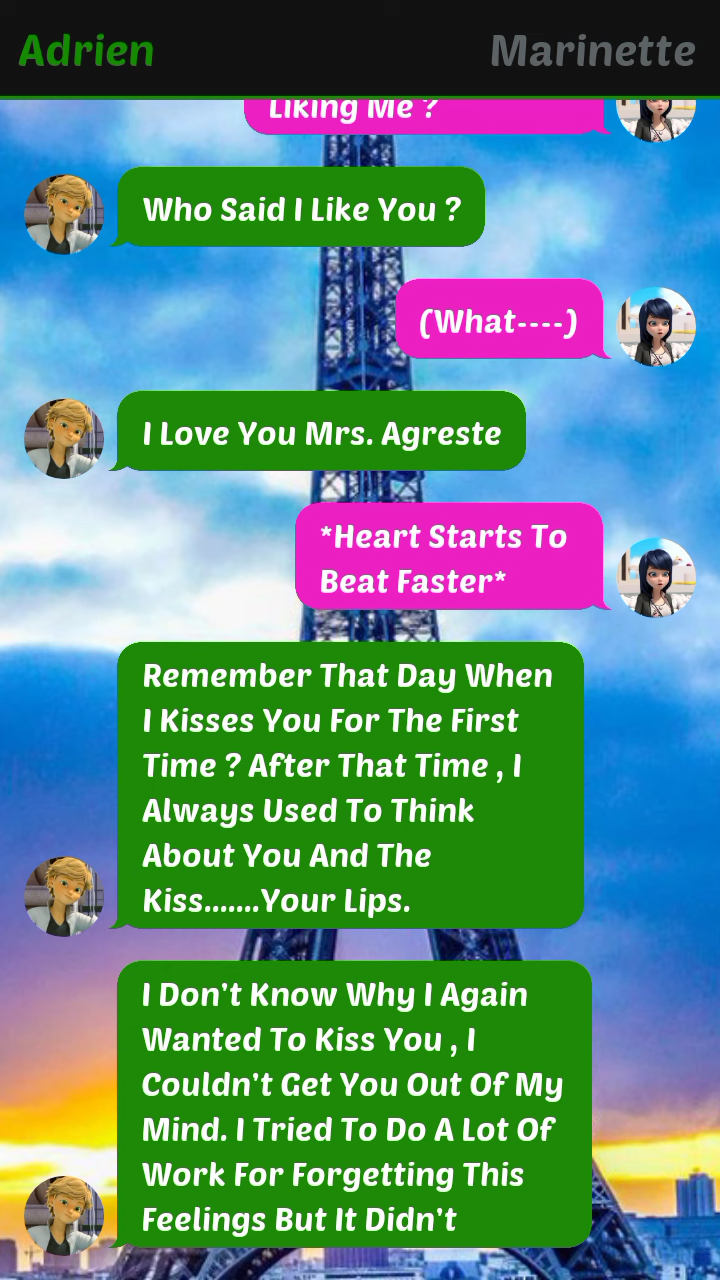 Adrien Marinette
Liking Me ?
Who Said I Like You ?
(What----)
I Love You Mrs. Agreste
*Heart Starts To
Beat Faster*
Remember That Day When
I Kisses You For The First
Time ? After That Time , I
Always Used To Think
About You And The
Kiss.......Your Lips.
I Don't Know Why I Again
Wanted To Kiss You , I
Couldn't Get You Out Of My
Mind. I Tried To Do A Lot Of
Work For Forgetting This
Feelings But It Didn't